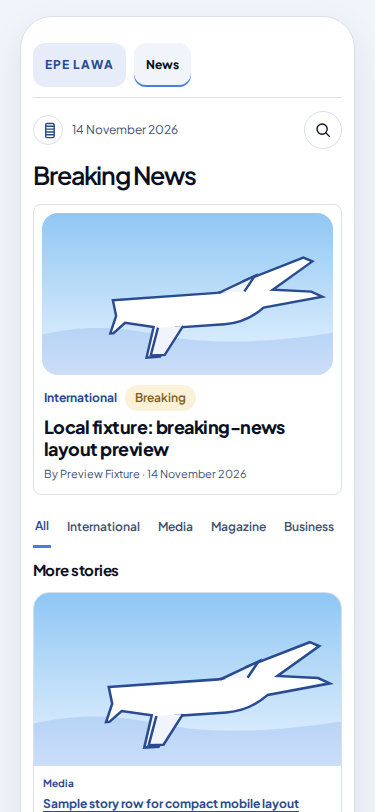 EPE LAWA
News
14 November 2026
Breaking News
International
Breaking
Local fixture: breaking-news
layout preview
By Preview Fixture · 14 November 2026
All
International
Media
Magazine
Business
More stories
Media
Sample story row for compact mobile layout